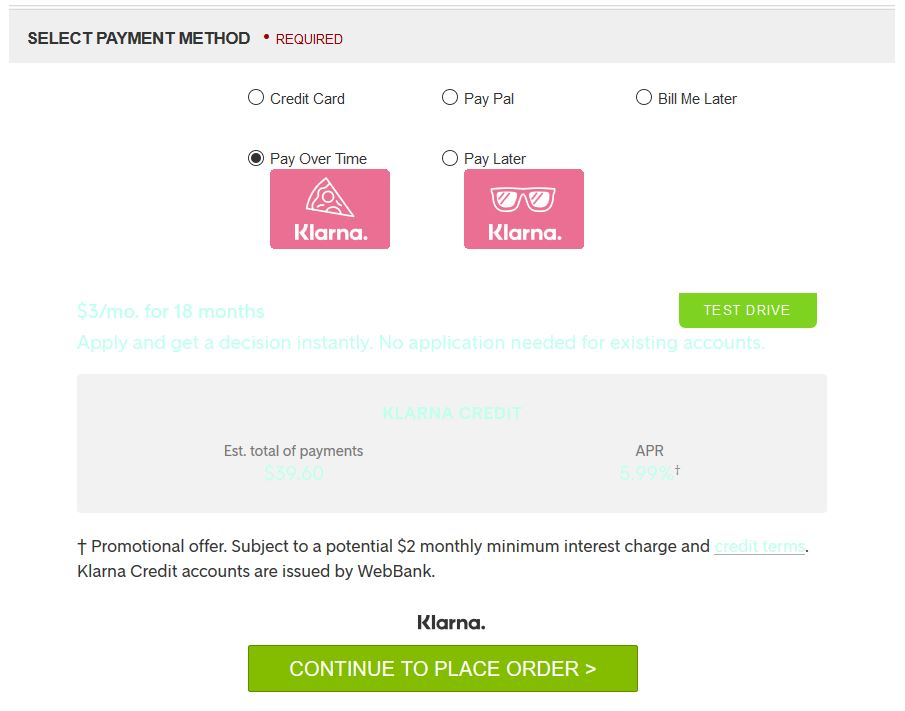 SELECT PAYMENT METHOD • REQUIRED
Credit Card Pay Pal Bill Me Later
Pay Over Time Pay Later
Klarna. Klarna.
$3/mo. for 18 months TEST DRIVE
Apply and get a decision instantly. No application needed for existing accounts.
KLARNA CREDIT
Est. total of payments APR
$39.60 5.99%†
† Promotional offer. Subject to a potential $2 monthly minimum interest charge and credit terms.
Klarna Credit accounts are issued by WebBank.
Klarna.
CONTINUE TO PLACE ORDER >